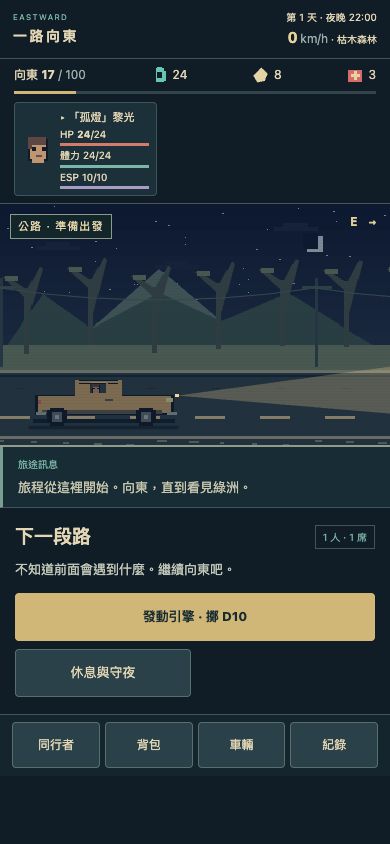 EASTWARD
第 1 天 · 夜晚 22:00
一路向東
0 km/h · 枯木森林
向東 17 / 100
24
8
3
▸ 「孤燈」黎光
HP 24/24
體力 24/24
ESP 10/10
公路 · 準備出發
E →
旅途訊息
旅程從這裡開始。向東，直到看見綠洲。
下一段路
1 人 · 1 席
不知道前面會遇到什麼。繼續向東吧。
發動引擎 · 擲 D10
休息與守夜
同行者
背包
車輛
紀錄